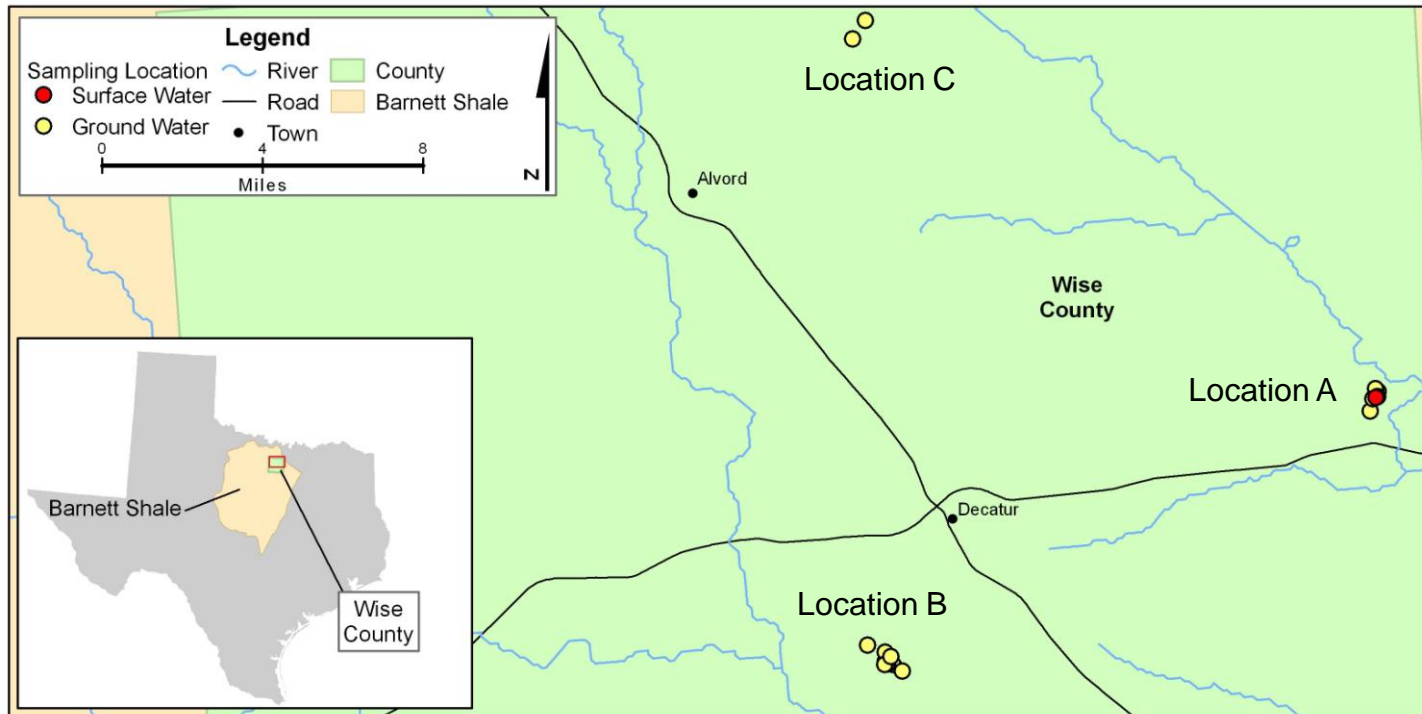 Legend
Sampling Location
Surface Water
Ground Water
River
Road
Town
County
Barnett Shale
0 4 8
Miles
N
Location C
Alvord
Wise
County
Location A
Decatur
Location B
Barnett Shale
Wise
County